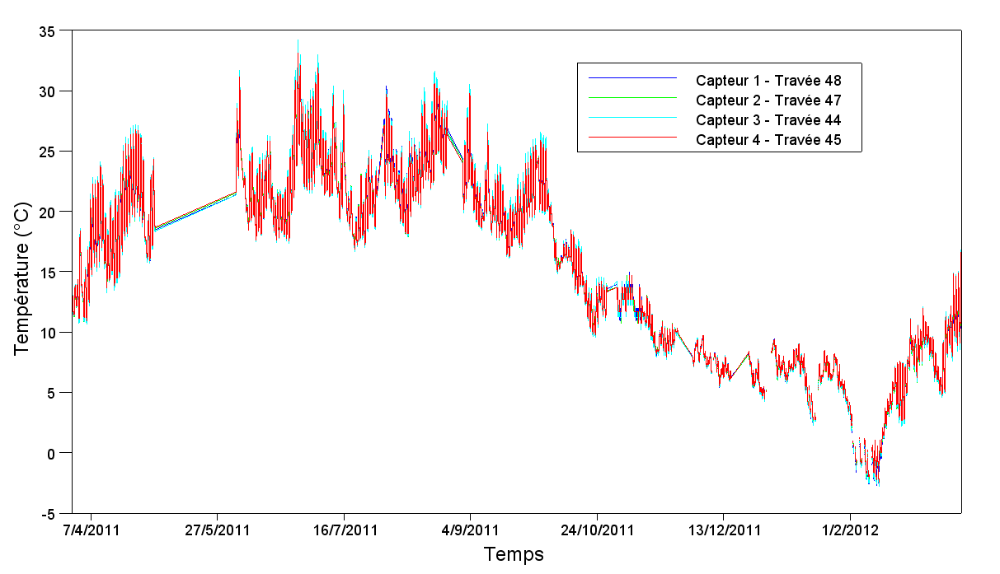 35
30
25
20
15
10
5
0
-5
Température (°C)
Capteur 1 - Travée 48
Capteur 2 - Travée 47
Capteur 3 - Travée 44
Capteur 4 - Travée 45
7/4/2011 27/5/2011 16/7/2011 4/9/2011 24/10/2011 13/12/2011 1/2/2012
Temps